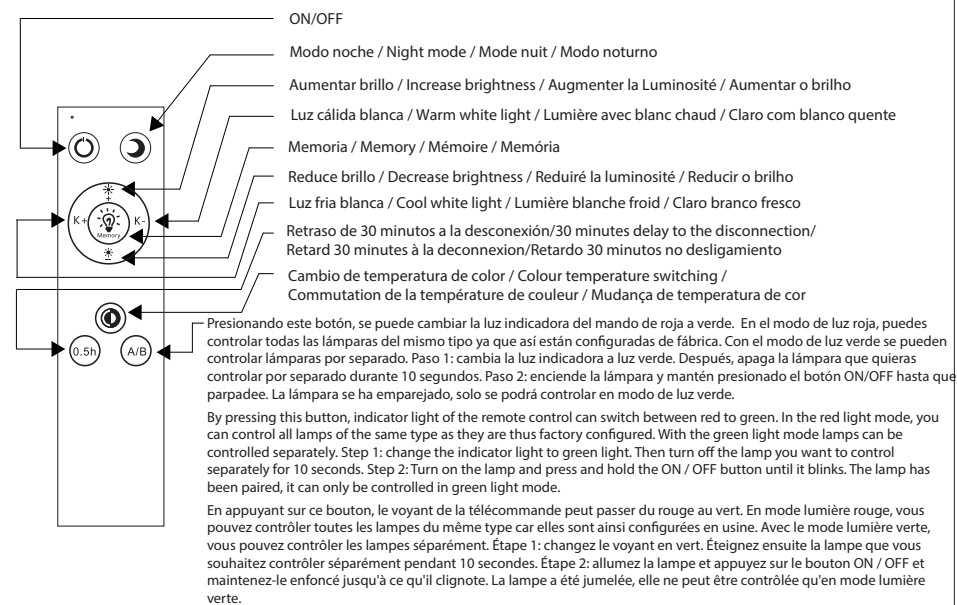 ON/OFF
Modo noche / Night mode / Mode nuit / Modo noturno
Aumentar brillo / Increase brightness / Augmenter la Luminosité / Aumentar o brilho
Luz cálida blanca / Warm white light / Lumière avec blanc chaud / Claro com blanco quente
Memoria / Memory / Mémoire / Memória
Reduce brillo / Decrease brightness / Reduiré la luminosité / Reducir o brilho
Luz fria blanca / Cool white light / Lumière blanche froid / Claro branco fresco
Retraso de 30 minutos a la desconexión/30 minutes delay to the disconnection/
Retard 30 minutes à la deconnexion/Retardo 30 minutos no desligamiento
Cambio de temperatura de color / Colour temperature switching /
Commutation de la température de couleur / Mudança de temperatura de cor
K+
K-
Memory
0.5h
A/B
Presionando este botón, se puede cambiar la luz indicadora del mando de roja a verde. En el modo de luz roja, puedes
controlar todas las lámparas del mismo tipo ya que así están configuradas de fábrica. Con el modo de luz verde se pueden
controlar lámparas por separado. Paso 1: cambia la luz indicadora a luz verde. Después, apaga la lámpara que quieras
controlar por separado durante 10 segundos. Paso 2: enciende la lámpara y mantén presionado el botón ON/OFF hasta que
parpadee. La lámpara se ha emparejado, solo se podrá controlar en modo de luz verde.
By pressing this button, indicator light of the remote control can switch between red to green. In the red light mode, you
can control all lamps of the same type as they are thus factory configured. With the green light mode lamps can be
controlled separately. Step 1: change the indicator light to green light. Then turn off the lamp you want to control
separately for 10 seconds. Step 2: Turn on the lamp and press and hold the ON / OFF button until it blinks. The lamp has
been paired, it can only be controlled in green light mode.
En appuyant sur ce bouton, le voyant de la télécommande peut passer du rouge au vert. En mode lumière rouge, vous
pouvez contrôler toutes les lampes du même type car elles sont ainsi configurées en usine. Avec le mode lumière verte,
vous pouvez contrôler les lampes séparément. Étape 1: changez le voyant en vert. Éteignez ensuite la lampe que vous
souhaitez contrôler séparément pendant 10 secondes. Étape 2: allumez la lampe et appuyez sur le bouton ON / OFF et
maintenez-le enfoncé jusqu'à ce qu'il clignote. La lampe a été jumelée, elle ne peut être contrôlée qu'en mode lumière
verte.